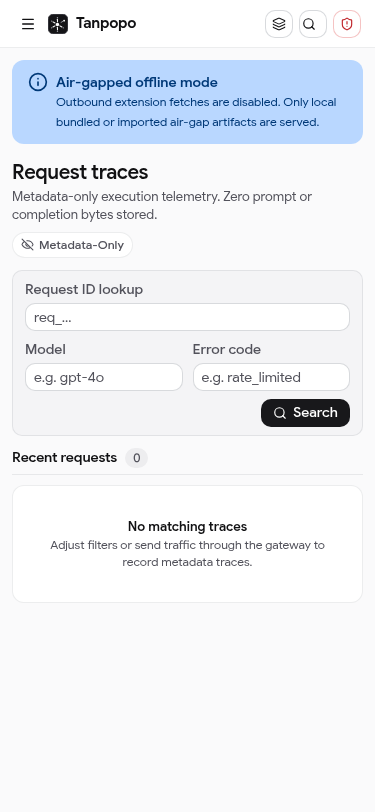 Tanpopo
Air-gapped offline mode
Outbound extension fetches are disabled. Only local
bundled or imported air-gap artifacts are served.
Request traces
Metadata-only execution telemetry. Zero prompt or
completion bytes stored.
Metadata-Only
Request ID lookup
req_...
Model
Error code
e.g. gpt-4o
e.g. rate_limited
Search
Recent requests 0
No matching traces
Adjust filters or send traffic through the gateway to
record metadata traces.